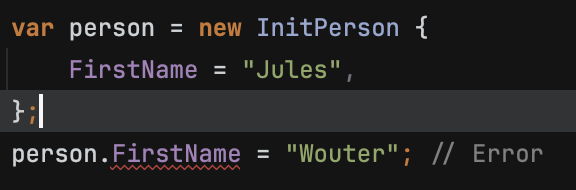 var person = new InitPerson {
    FirstName = "Jules",
};
person.FirstName = "Wouter"; // Error